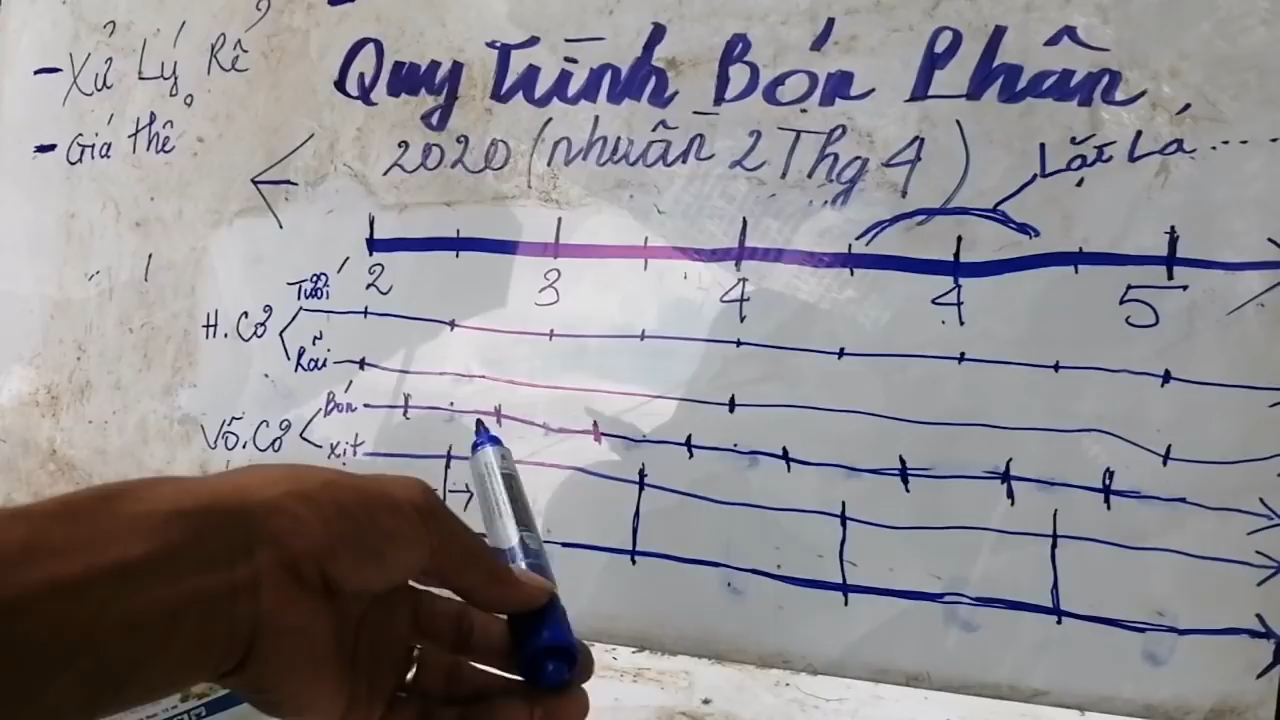 - Xử Lý Rễ
- Giá thể
Quy Trình Bón Phân
2020 (nhuần 2 Thg 4)
Lặt Lá....
2 3 4 4 5
H. Cơ
Tưới
Rãi
Vô. Cơ
Bón
xịt